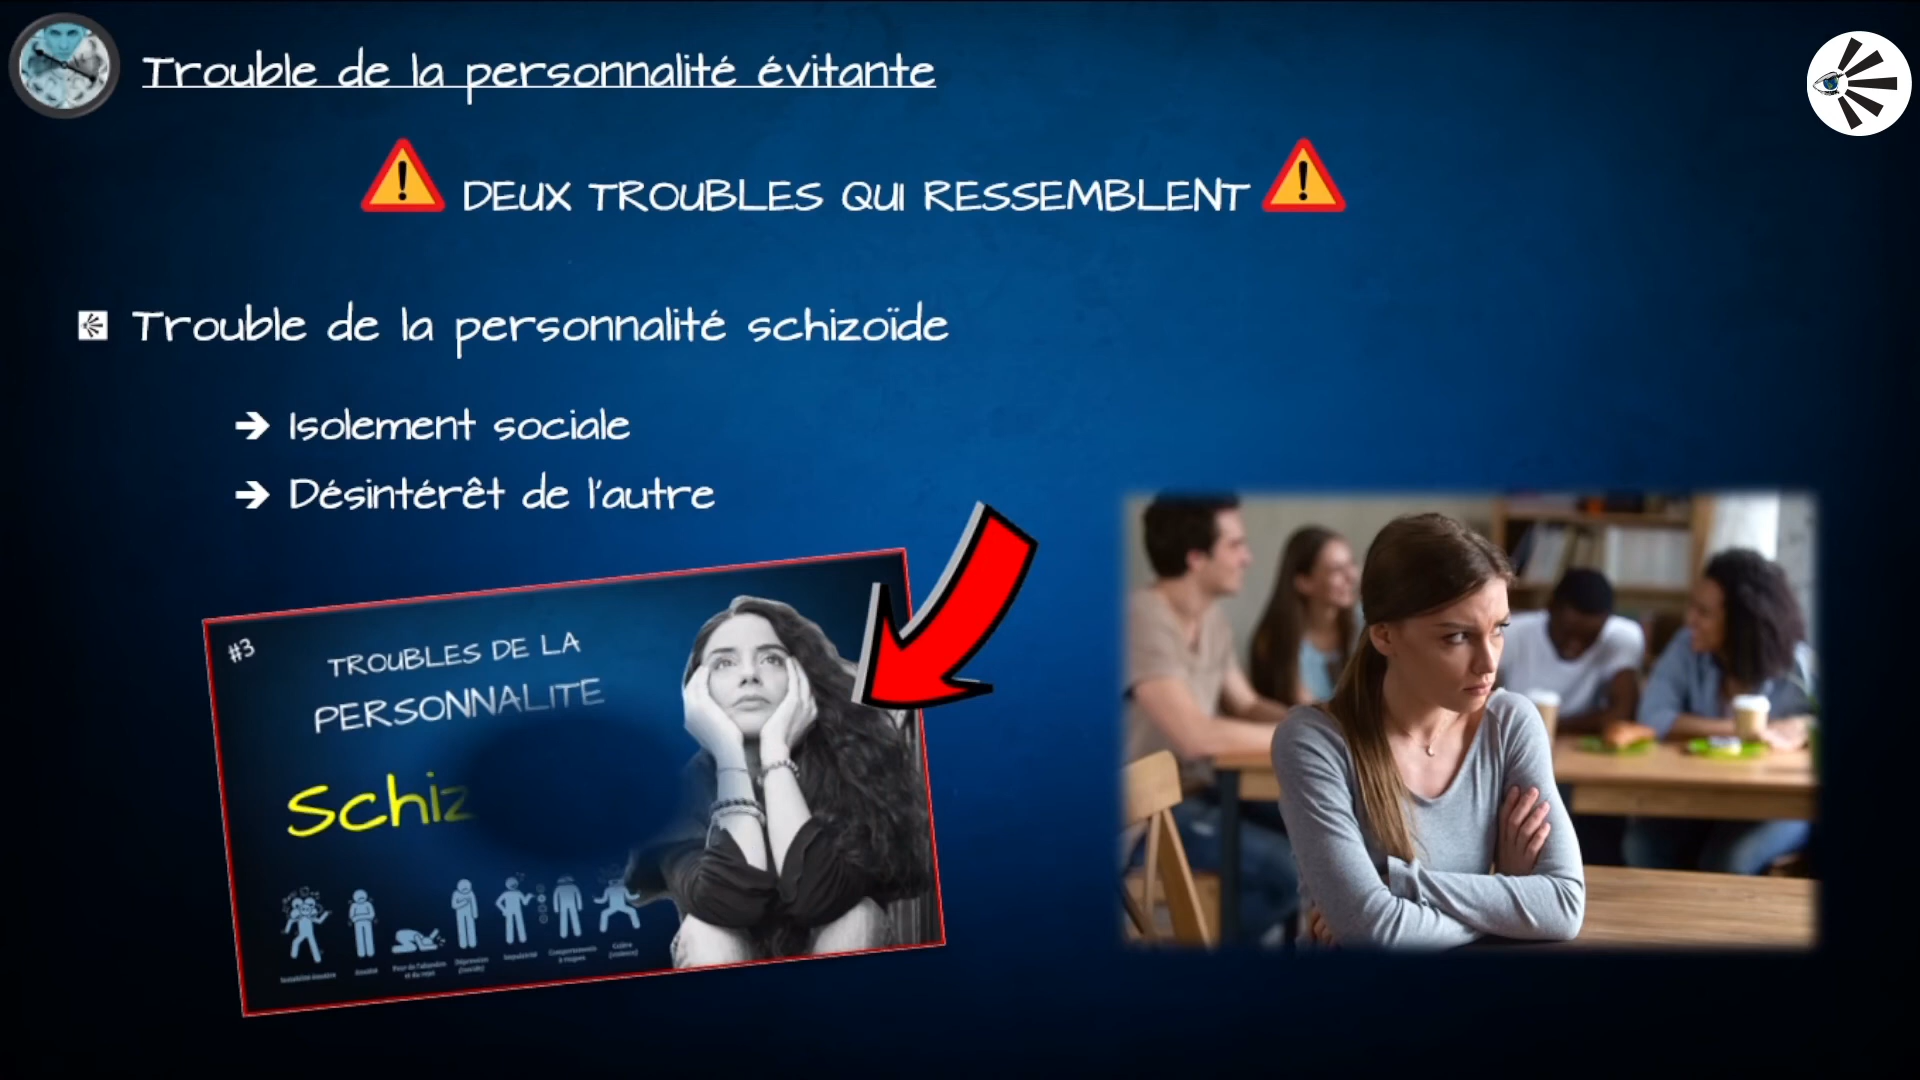 Trouble de la personnalité évitante
DEUX TROUBLES QUI RESSEMBLENT
Trouble de la personnalité schizoïde
→ Isolement sociale
→ Désintérêt de l'autre
#3
TROUBLES DE LA
PERSONNALITE
Schiz